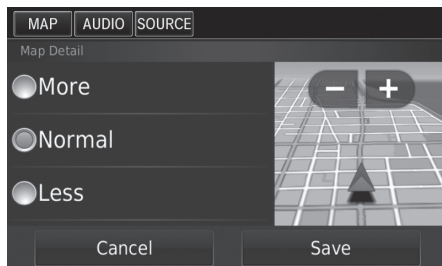 MAP AUDIO SOURCE
Map Detail
More
Normal
Less
Cancel Save